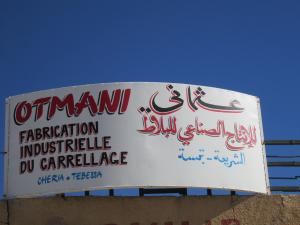 OTMANI
FABRICATION
INDUSTRIELLE
DU CARRELLAGE
CHERIA * TEBESSA
عثماني
للإنتاج الصناعي للبلاط
الشريعة - تبسة